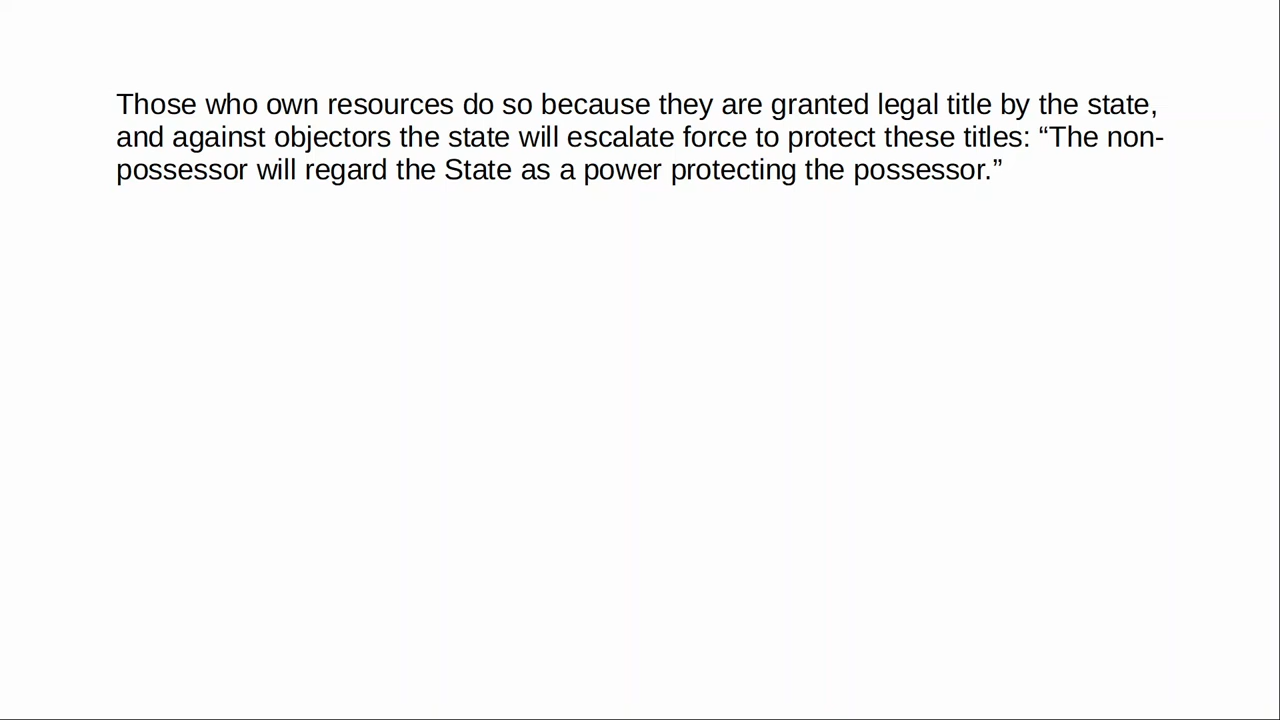 Those who own resources do so because they are granted legal title by the state,
and against objectors the state will escalate force to protect these titles: “The non-
possessor will regard the State as a power protecting the possessor.”